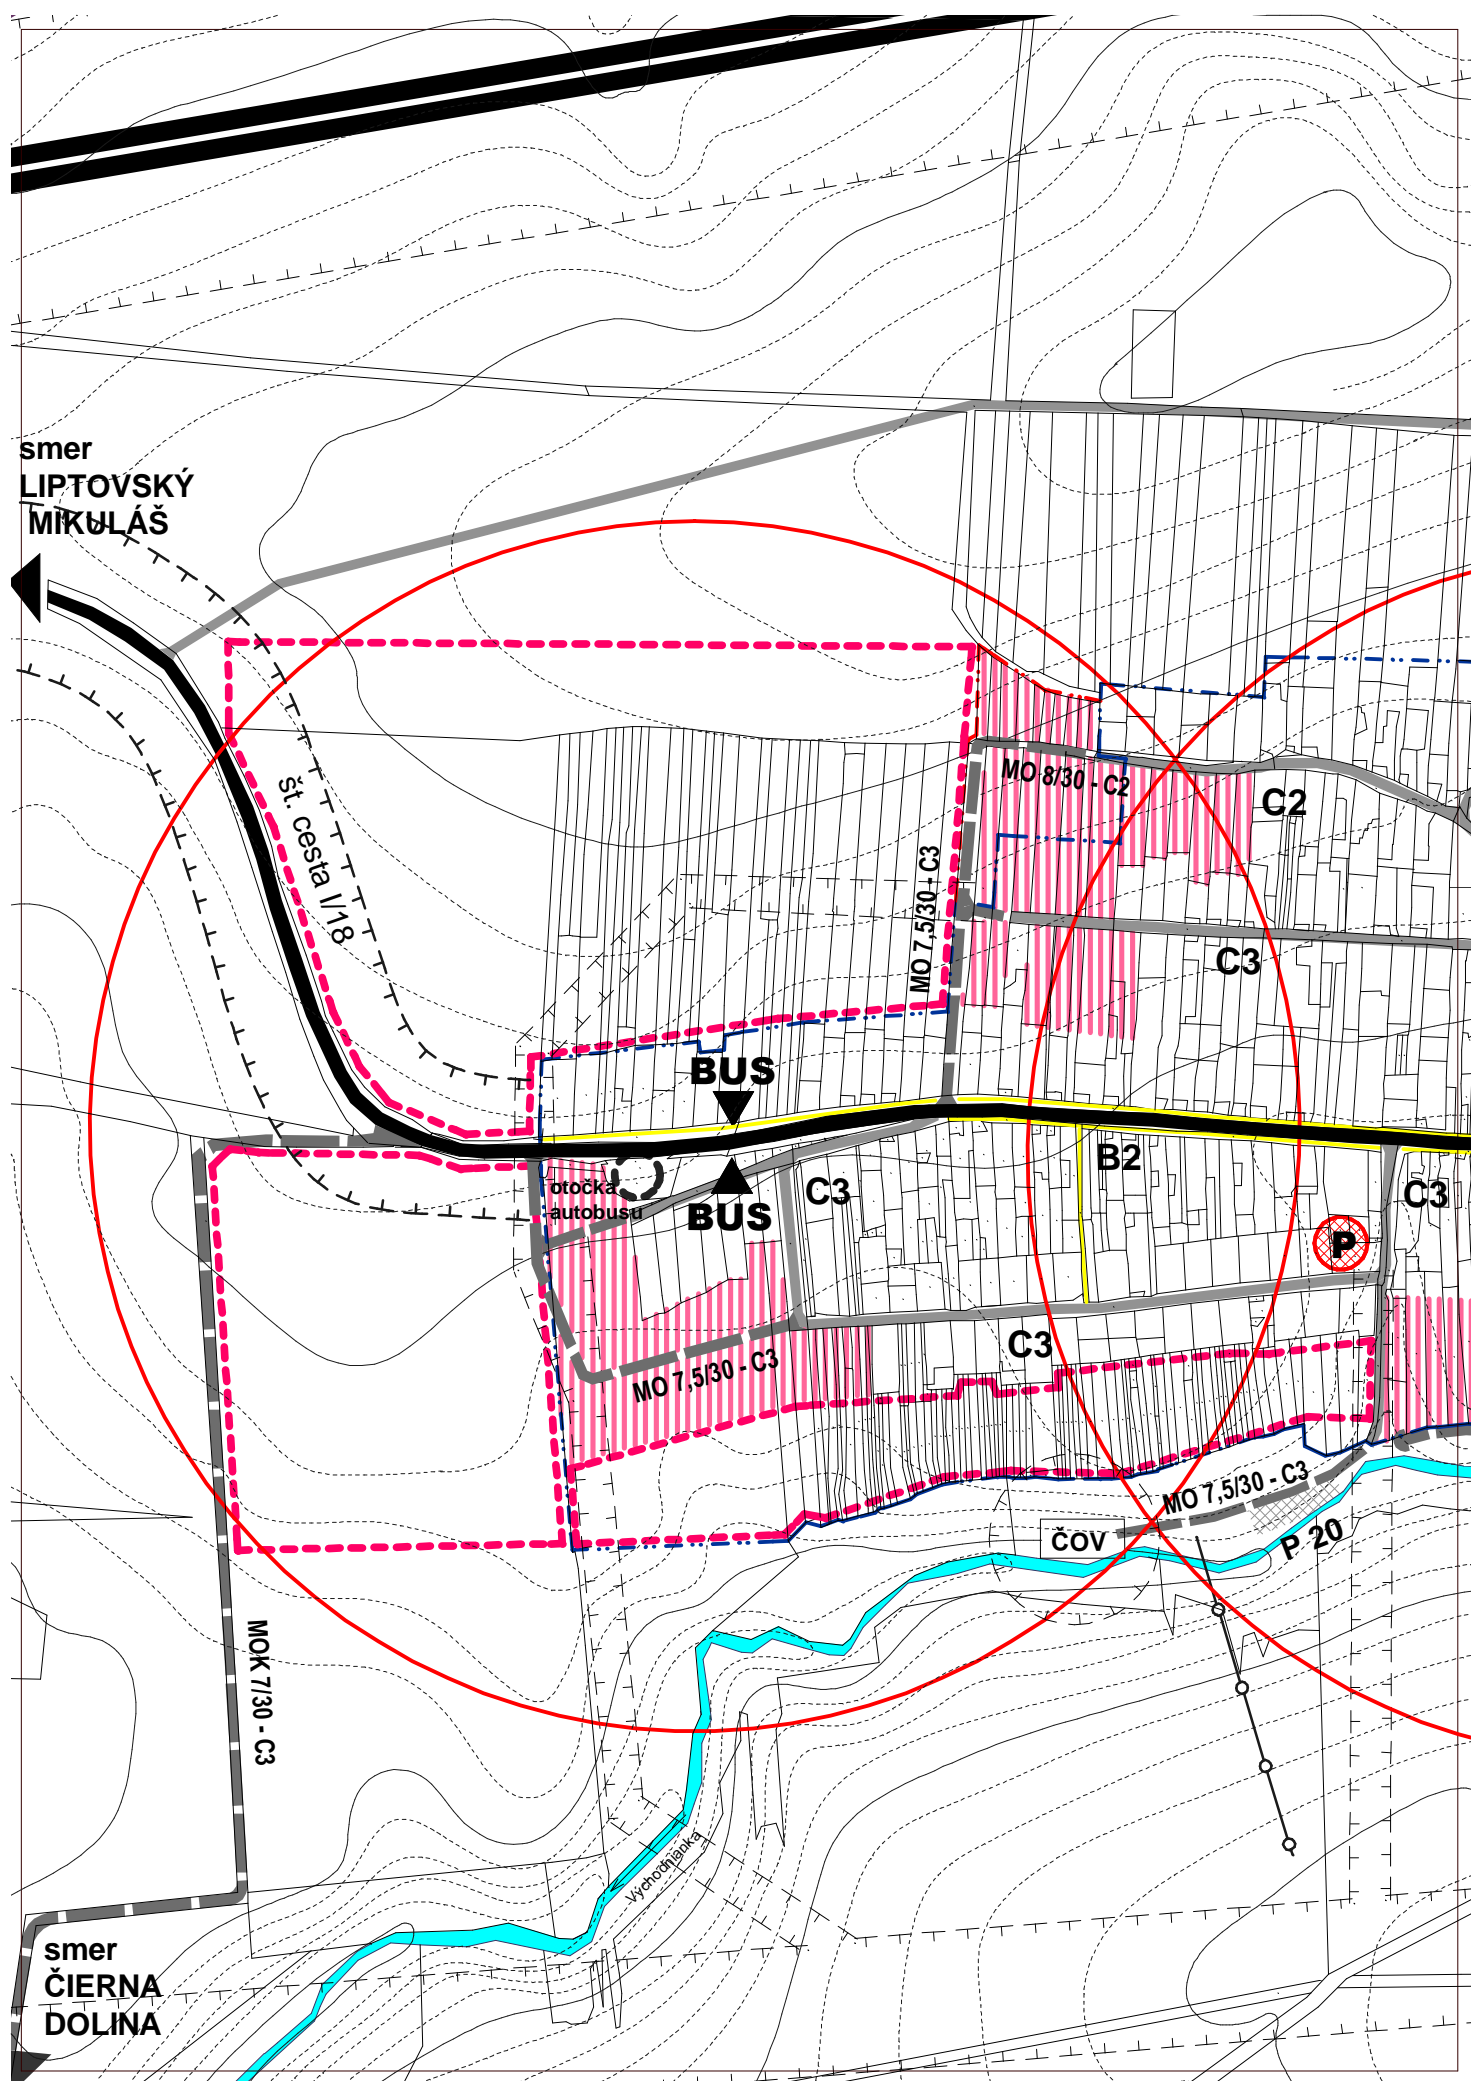 smer
LIPTOVSKÝ
MIKULÁŠ
št. cesta I/18
MO 8/30 - C2
C2
MO 7,5/30 - C3
C3
BUS
B2
otočka
autobusu
BUS
C3
C3
P
C3
MO 7,5/30 - C3
MO 7,5/30 - C3
ČOV
P 20
MOK 7/30 - C3
Východnianka
smer
ČIERNA
DOLINA